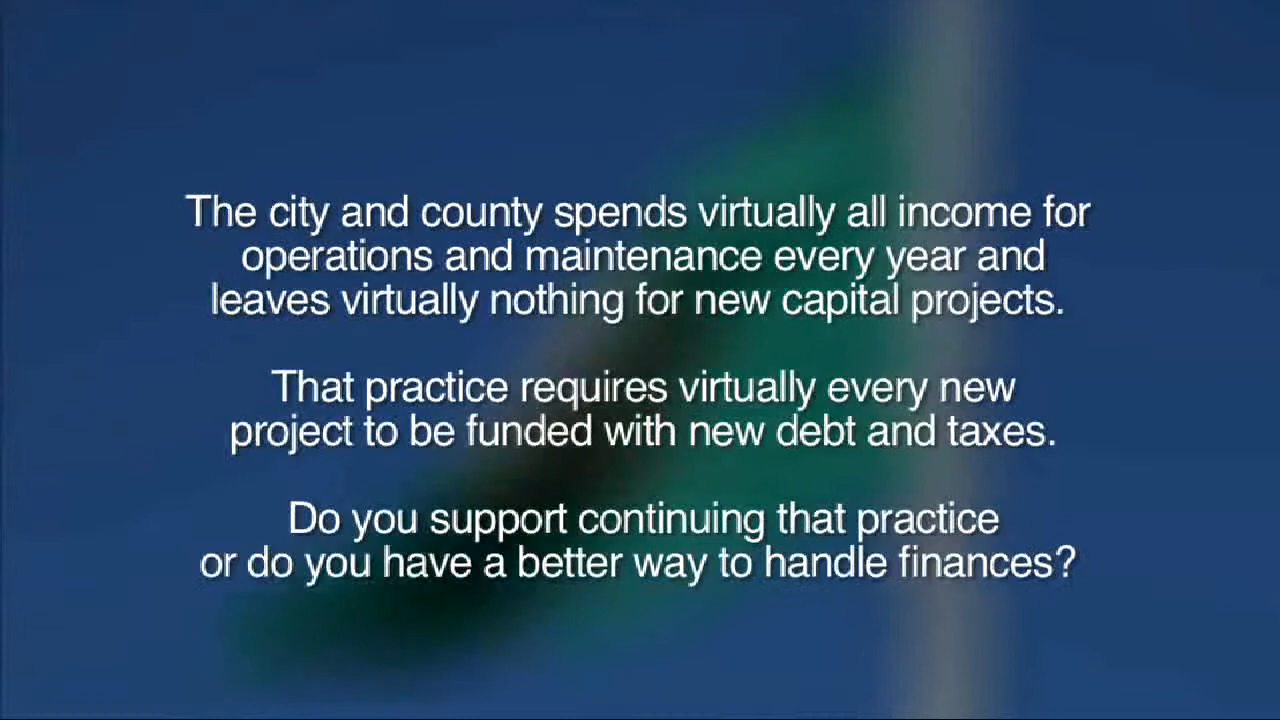 The city and county spends virtually all income for
operations and maintenance every year and
leaves virtually nothing for new capital projects.
That practice requires virtually every new
project to be funded with new debt and taxes.
Do you support continuing that practice
or do you have a better way to handle finances?